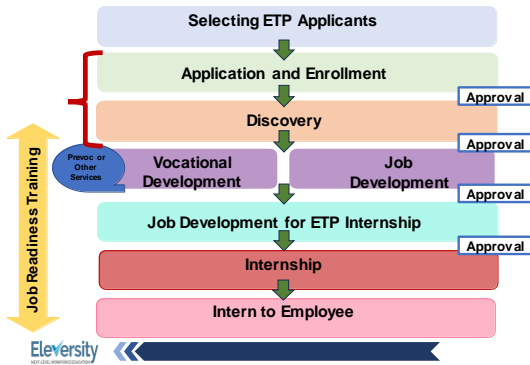 Selecting ETP Applicants
Application and Enrollment
Approval
Discovery
Approval
Prevoc or
Other
Services
Vocational
Development
Job
Development
Approval
Job Development for ETP Internship
Approval
Internship
Intern to Employee
Job Readiness Training
Eleversity
NEXT-LEVEL WORKFORCE EDUCATION